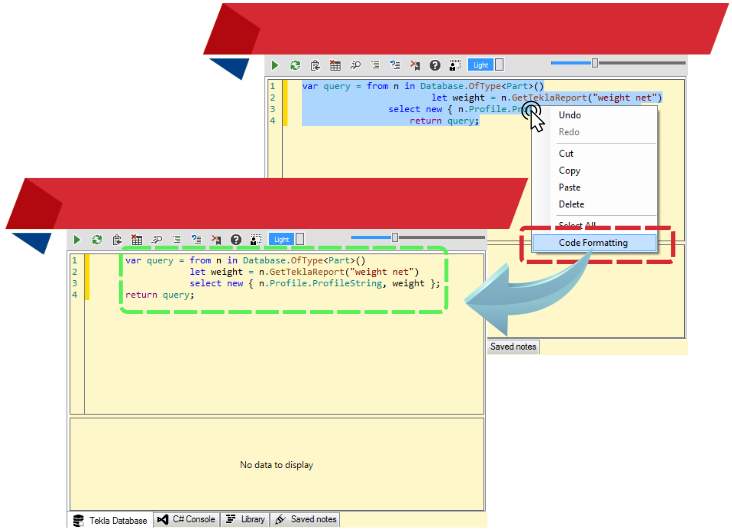 Light
1 var query = from n in Database.OfType<Part>()
2 let weight = n.GetTeklaReport("weight net")
3 select new { n.Profile.Pro
4 return query;
Undo
Redo
Cut
Copy
Paste
Delete
Select All
Code Formatting
Saved notes
Light
1 var query = from n in Database.OfType<Part>()
2 let weight = n.GetTeklaReport("weight net")
3 select new { n.Profile.ProfileString, weight };
4 return query;
No data to display
Tekla Database C# Console Library Saved notes